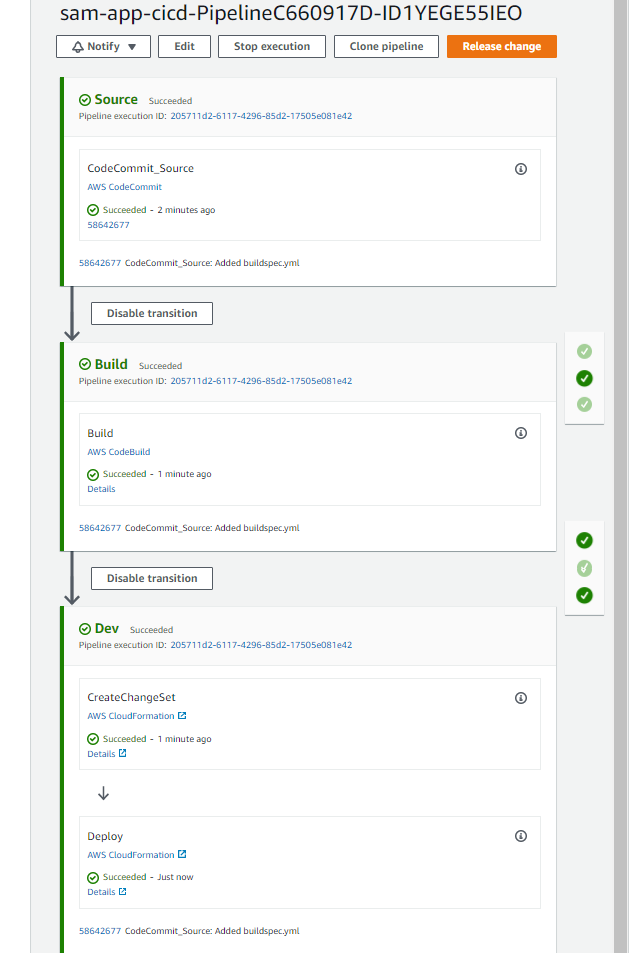 sam-app-cicd-PipelineC660917D-ID1YEGE55IEO
Notify ▼ Edit Stop execution Clone pipeline Release change
Source Succeeded
Pipeline execution ID: 205711d2-6117-4296-85d2-17505e081e42
CodeCommit_Source
AWS CodeCommit
Succeeded - 2 minutes ago
58642677
58642677 CodeCommit_Source: Added buildspec.yml
Disable transition
Build Succeeded
Pipeline execution ID: 205711d2-6117-4296-85d2-17505e081e42
Build
AWS CodeBuild
Succeeded - 1 minute ago
Details
58642677 CodeCommit_Source: Added buildspec.yml
Disable transition
Dev Succeeded
Pipeline execution ID: 205711d2-6117-4296-85d2-17505e081e42
CreateChangeSet
AWS CloudFormation
Succeeded - 1 minute ago
Details
Deploy
AWS CloudFormation
Succeeded - Just now
Details
58642677 CodeCommit_Source: Added buildspec.yml